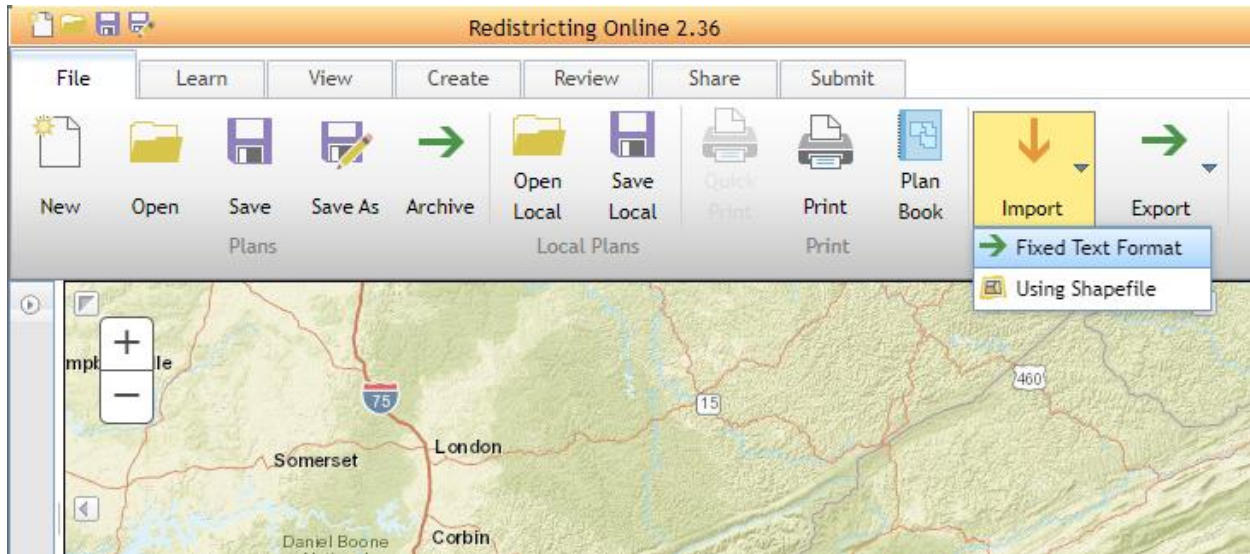 Redistricting Online 2.36
File Learn View Create Review Share Submit
New Open Save Save As Archive Open Local Save Local Quick Print Print Plan Book Import Export
Plans Local Plans Print
Fixed Text Format
Using Shapefile
460
75
15
London
Somerset
Corbin
Daniel Boone